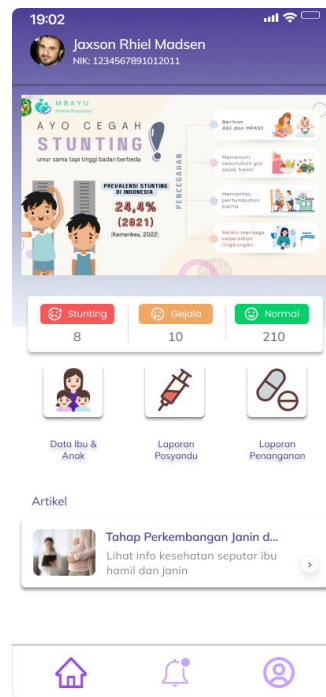 19:02
Jaxson Rhiel Madsen
NIK: 1234567891012011
MBAYU
AYO CEGAH
STUNTING
umur sama tapi tinggi badan berbeda
PREVALENSI STUNTING
DI INDONESIA
24,4%
(2021)
(Kemenkes, 2022)
PENCEGAHAN
Berikan
ASI dan MPASI
Memenuhi
kebutuhan gizi
sejak hamil
Memantau
pertumbuhan
balita
Selalu menjaga
kebersihan
lingkungan
Stunting
8
Gejala
10
Normal
210
Data Ibu &
Anak
Laporan
Posyandu
Laporan
Penanganan
Artikel
Tahap Perkembangan Janin d...
Lihat info kesehatan seputar ibu
hamil dan janin